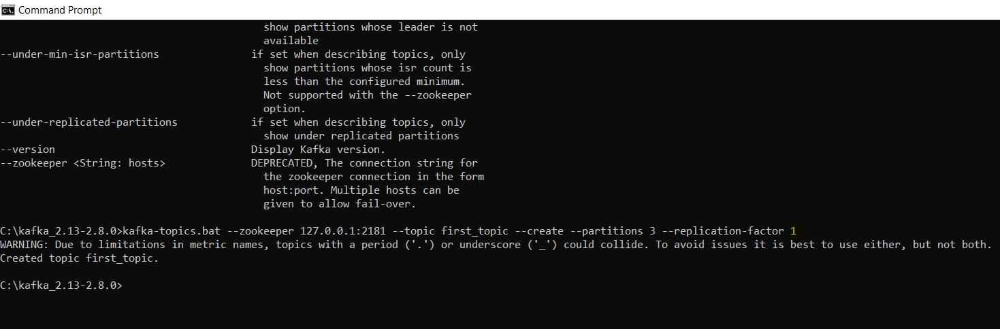 Command Prompt
show partitions whose leader is not
available
--under-min-isr-partitions if set when describing topics, only
show partitions whose isr count is
less than the configured minimum.
Not supported with the --zookeeper
option.
--under-replicated-partitions if set when describing topics, only
show under replicated partitions
--version Display Kafka version.
--zookeeper <String: hosts> DEPRECATED, The connection string for
the zookeeper connection in the form
host:port. Multiple hosts can be
given to allow fail-over.
C:\kafka_2.13-2.8.0>kafka-topics.bat --zookeeper 127.0.0.1:2181 --topic first_topic --create --partitions 3 --replication-factor 1
WARNING: Due to limitations in metric names, topics with a period ('.') or underscore ('_') could collide. To avoid issues it is best to use either, but not both.
Created topic first_topic.
C:\kafka_2.13-2.8.0>